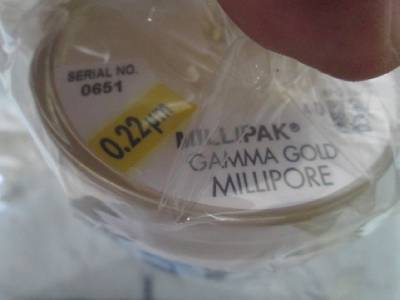 SERIAL NO.
0651
0.22µm
MILLIPAK®
GAMMA GOLD
MILLIPORE